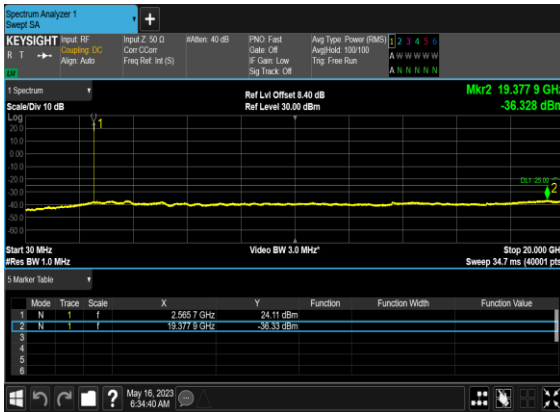 Spectrum Analyzer 1
Swept SA
+
KEYSIGHT
R T
LXI
Input: RF
Coupling: DC
Align: Auto
Input Z: 50 Ω
Corr CCorr
Freq Ref: Int (S)
#Atten: 40 dB
PNO: Fast
Gate: Off
IF Gain: Low
Sig Track: Off
Avg Type: Power (RMS)
Avg|Hold: 100/100
Trig: Free Run
1 2 3 4 5 6
A W W W W W
A N N N N N
1 Spectrum
Scale/Div 10 dB
Ref Lvl Offset 8.40 dB
Ref Level 30.00 dBm
Mkr2 19.377 9 GHz
-36.328 dBm
Log
20.0
10.0
0.00
-10.0
-20.0
-30.0
-40.0
-50.0
-60.0
1
DL1 -25.00
2
Start 30 MHz
#Res BW 1.0 MHz
Video BW 3.0 MHz*
Stop 20.000 GH
Sweep 34.7 ms (40001 pts
5 Marker Table
Mode Trace Scale X Y Function Function Width Function Value
1 N 1 f 2.565 7 GHz 24.11 dBm
2 N 1 f 19.377 9 GHz -36.33 dBm
3
4
5
6
?
May 16, 2023
6:34:40 AM